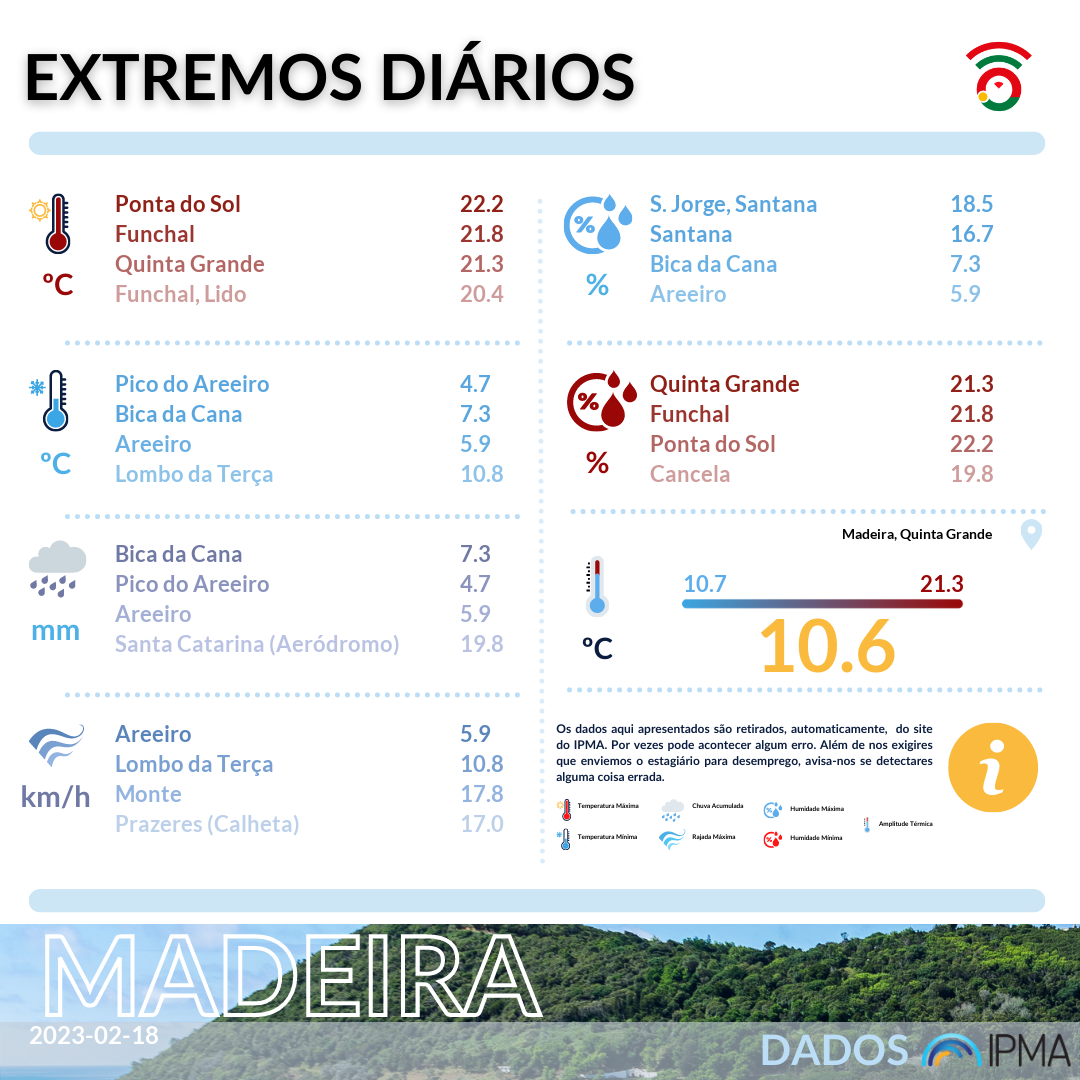 EXTREMOS DIÁRIOS
Ponta do Sol 22.2
Funchal 21.8
Quinta Grande 21.3
Funchal, Lido 20.4
ºC
Pico do Areeiro 4.7
Bica da Cana 7.3
Areeiro 5.9
Lombo da Terça 10.8
ºC
Bica da Cana 7.3
Pico do Areeiro 4.7
Areeiro 5.9
Santa Catarina (Aeródromo) 19.8
mm
Areeiro 5.9
Lombo da Terça 10.8
Monte 17.8
Prazeres (Calheta) 17.0
km/h
S. Jorge, Santana 18.5
Santana 16.7
Bica da Cana 7.3
Areeiro 5.9
%
%
Quinta Grande 21.3
Funchal 21.8
Ponta do Sol 22.2
Cancela 19.8
%
%
Madeira, Quinta Grande
10.7 21.3
10.6
ºC
Os dados aqui apresentados são retirados, automaticamente, do site
do IPMA. Por vezes pode acontecer algum erro. Além de nos exigires
que enviemos o estagiário para desemprego, avisa-nos se detectares
alguma coisa errada.
i
Temperatura Máxima Chuva Acumulada Humidade Máxima
Amplitude Térmica
Temperatura Mínima Rajada Máxima Humidade Mínima
MADEIRA
2023-02-18
DADOS IPMA